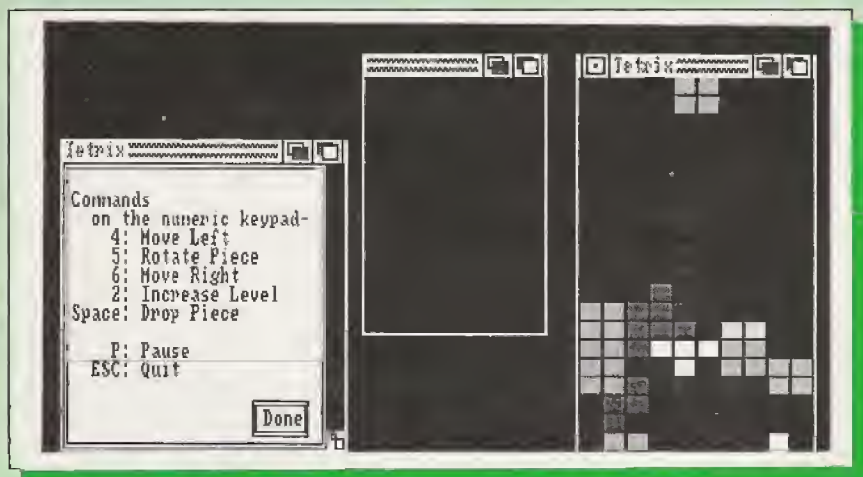 Tetrix
Commands
on the numeric keypad-
4: Move Left
5: Rotate Piece
6: Move Right
2: Increase Level
Space: Drop Piece
P: Pause
ESC: Quit
Done
Tetrix